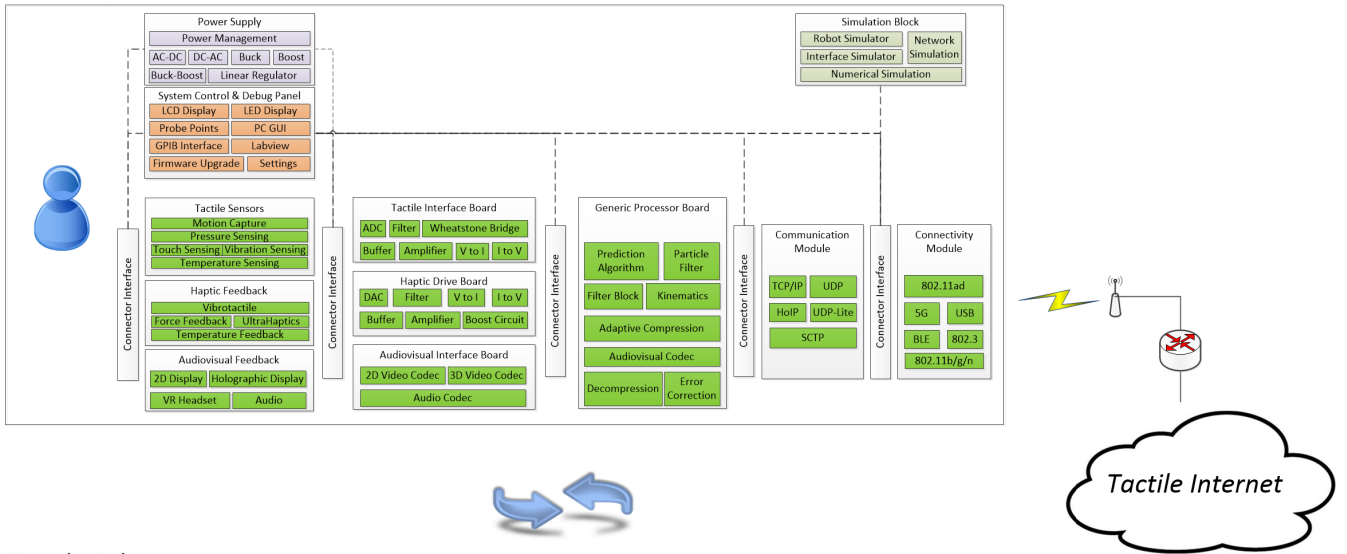 Power Supply
Power Management
AC-DC DC-AC Buck Boost
Buck-Boost Linear Regulator
System Control & Debug Panel
LCD Display LED Display
Probe Points PC GUI
GPIB Interface Labview
Firmware Upgrade Settings
Simulation Block
Robot Simulator
Network
Simulation
Interface Simulator
Numerical Simulation
Connector Interface
Tactile Sensors
Motion Capture
Pressure Sensing
Touch Sensing Vibration Sensing
Temperature Sensing
Haptic Feedback
Vibrotactile
Force Feedback UltraHaptics
Temperature Feedback
Audiovisual Feedback
2D Display Holographic Display
VR Headset Audio
Connector Interface
Tactile Interface Board
ADC Filter Wheatstone Bridge
Buffer Amplifier V to I I to V
Haptic Drive Board
DAC Filter V to I I to V
Buffer Amplifier Boost Circuit
Audiovisual Interface Board
2D Video Codec 3D Video Codec
Audio Codec
Connector Interface
Generic Processor Board
Prediction
Algorithm
Particle
Filter
Filter Block Kinematics
Adaptive Compression
Audiovisual Codec
Decompression
Error
Correction
Connector Interface
Communication
Module
TCP/IP UDP
HoIP UDP-Lite
SCTP
Connector Interface
Connectivity
Module
802.11ad
5G USB
BLE 802.3
802.11b/g/n
Tactile Internet